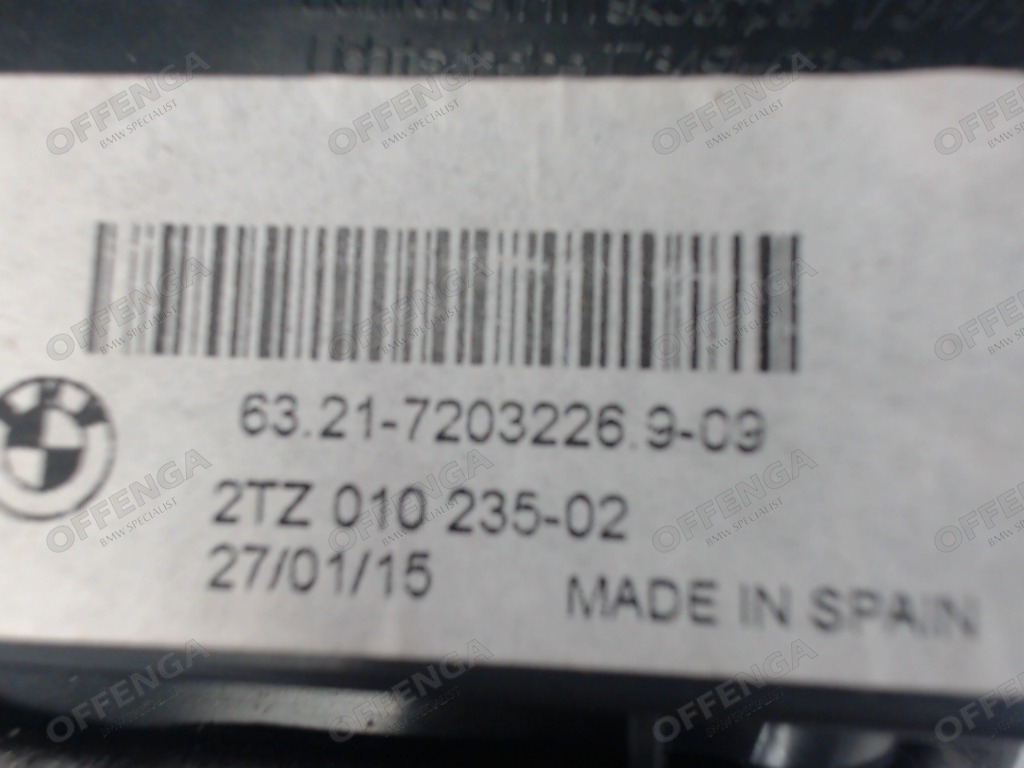 63.21-7203226.9-09
2TZ 010 235-02
27/01/15
MADE IN SPAIN
OFFENGA
BMW SPECIALIST